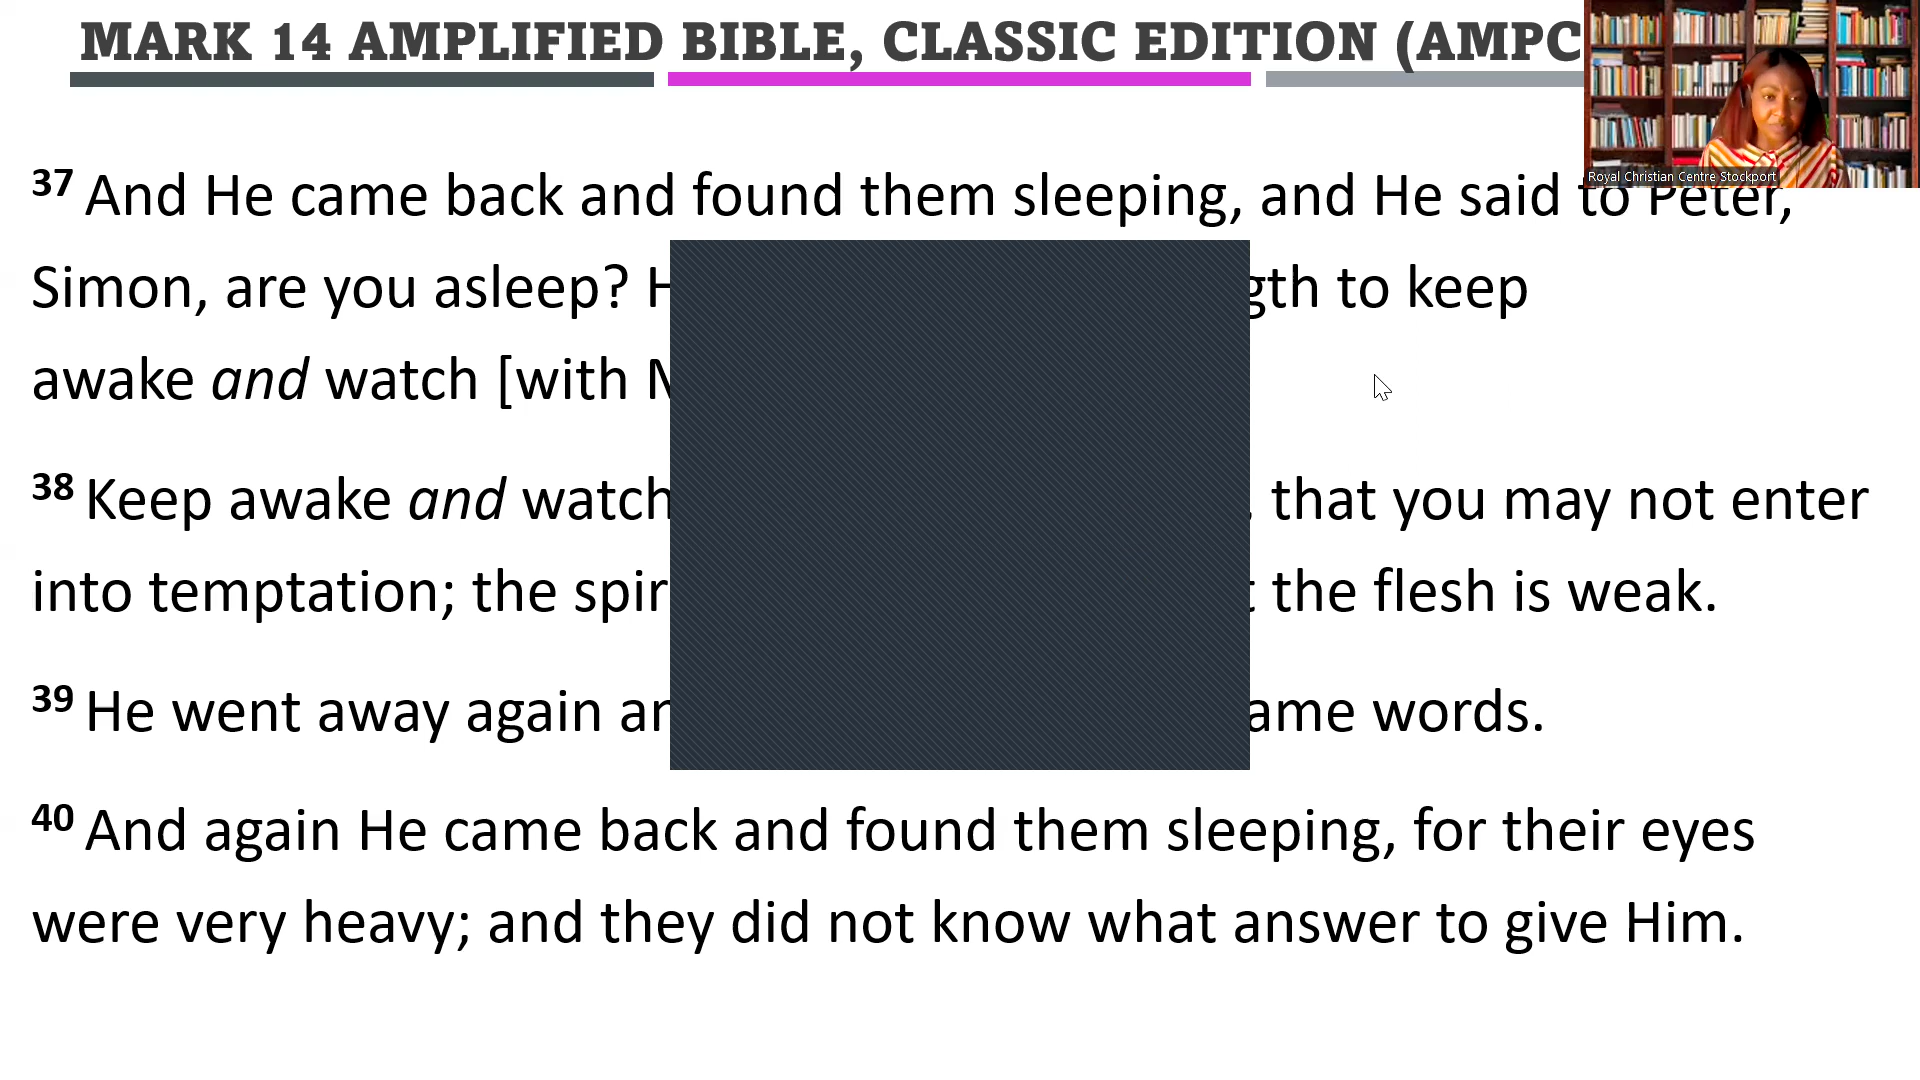 MARK 14 AMPLIFIED BIBLE, CLASSIC EDITION (AMPC
Royal Christian Centre Stockport
37 And He came back and found them sleeping, and He said to Peter,
Simon, are you asleep? to keep
awake and watch [with
38 Keep awake and watch that you may not enter
into temptation; the the flesh is weak.
39 He went away again words.
40 And again He came back and found them sleeping, for their eyes
were very heavy; and they did not know what answer to give Him.